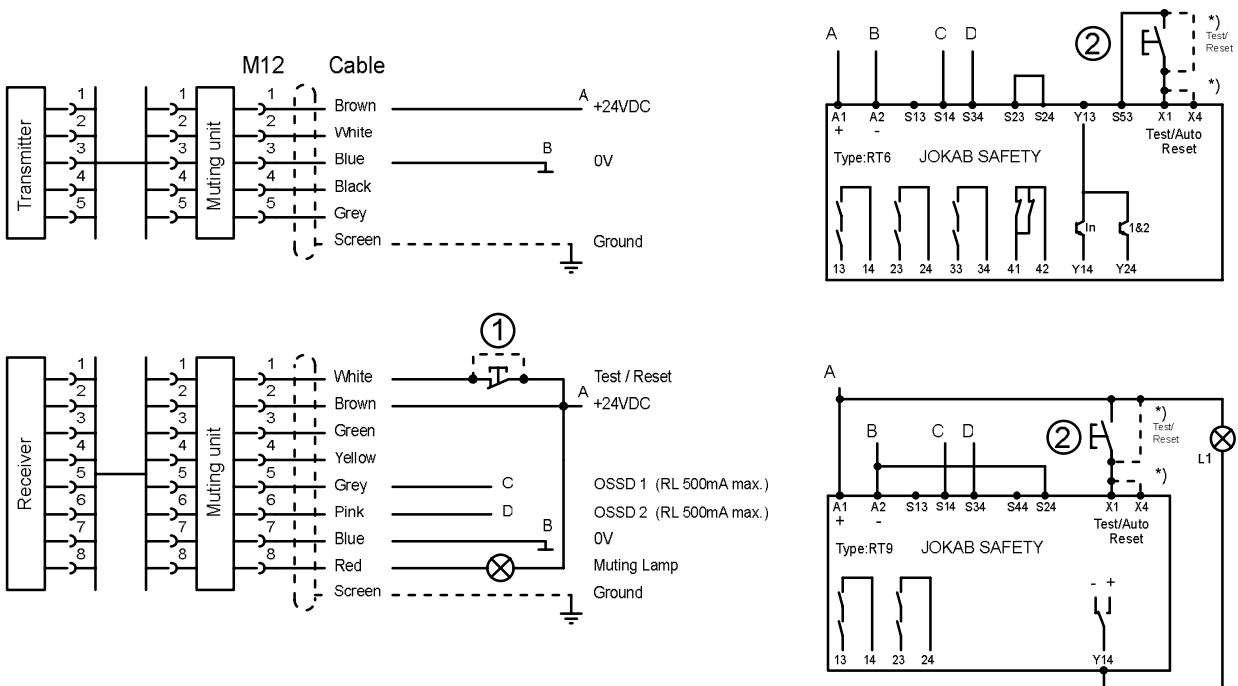 M12 Cable
Transmitter
1 1 1 Brown A +24VDC
2 2 2 White
3 3 3 Blue B 0V
4 4 4 Black
5 5 5 Grey
Muting unit
Screen Ground
①
Receiver
1 1 1 White Test / Reset
2 2 2 Brown A +24VDC
3 3 3 Green
4 4 4 Yellow
5 5 5 Grey C OSSD 1 (RL 500mA max.)
6 6 6 Pink D OSSD 2 (RL 500mA max.)
7 7 7 Blue B 0V
8 8 8 Red Muting Lamp
Muting unit
Screen Ground
A B C D ② *)
Test/
Reset
*)
A1 A2 S13 S14 S34 S23 S24 Y13 S53 X1 X4
+ -
Test/Auto
Reset
Type:RT6 JOKAB SAFETY
In 1&2
13 14 23 24 33 34 41 42 Y14 Y24
A
B C D ② *)
Test/
Reset
L1
*)
A1 A2 S13 S14 S34 S44 S24 X1 X4
+ -
Test/Auto
Reset
Type:RT9 JOKAB SAFETY
- +
13 14 23 24 Y14